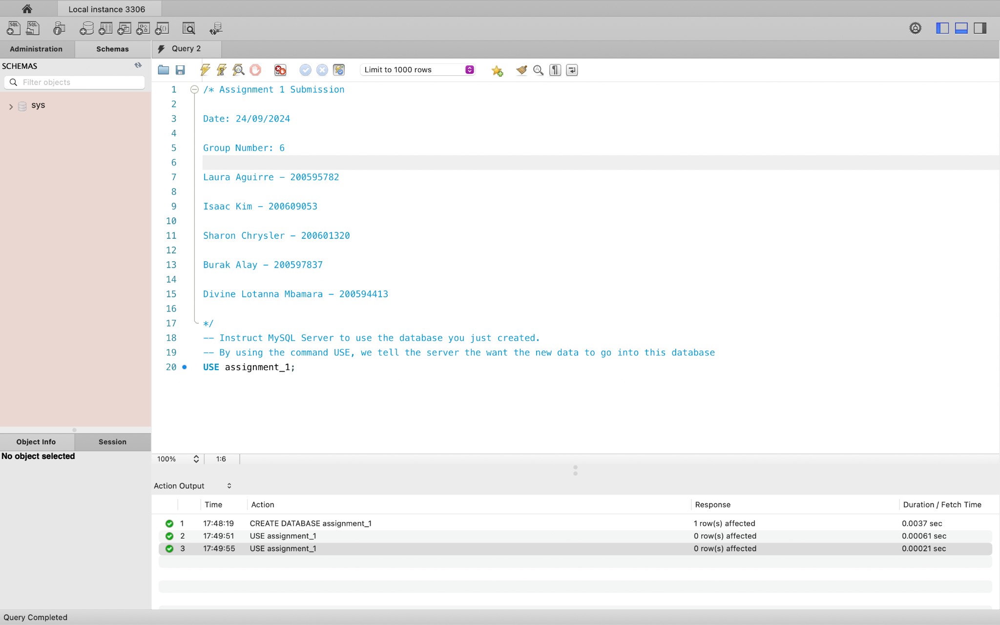 Local instance 3306
SQL SQL
Administration Schemas Query 2
SCHEMAS
Filter objects
sys
Limit to 1000 rows
1 /* Assignment 1 Submission
2
3 Date: 24/09/2024
4
5 Group Number: 6
6
7 Laura Aguirre - 200595782
8
9 Isaac Kim - 200609053
10
11 Sharon Chrysler - 200601320
12
13 Burak Alay - 200597837
14
15 Divine Lotanna Mbamara - 200594413
16
17 */
18 -- Instruct MySQL Server to use the database you just created.
19 -- By using the command USE, we tell the server the want the new data to go into this database
20 USE assignment_1;
Object Info Session
No object selected
100% 1:6
Action Output
Time Action Response Duration / Fetch Time
1 17:48:19 CREATE DATABASE assignment_1 1 row(s) affected 0.0037 sec
2 17:49:51 USE assignment_1 0 row(s) affected 0.00061 sec
3 17:49:55 USE assignment_1 0 row(s) affected 0.00021 sec
Query Completed